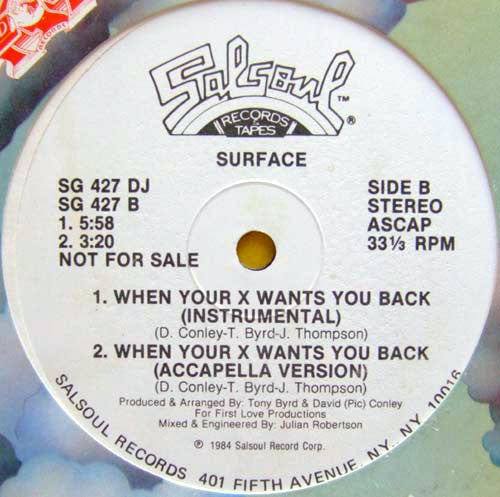 Salsoul
RECORDS
& TAPES
™
®
SURFACE
SG 427 DJ
SG 427 B
1. 5:58
2. 3:20
NOT FOR SALE
SIDE B
STEREO
ASCAP
33⅓ RPM
1. WHEN YOUR X WANTS YOU BACK
(INSTRUMENTAL)
(D. Conley-T. Byrd-J. Thompson)
2. WHEN YOUR X WANTS YOU BACK
(ACCAPELLA VERSION)
(D. Conley-T. Byrd-J. Thompson)
Produced & Arranged By: Tony Byrd & David (Pic) Conley
For First Love Productions
Mixed & Engineered By: Julian Robertson
℗ 1984 Salsoul Record Corp.
SALSOUL RECORDS 401 FIFTH AVENUE, NY., NY. 10016